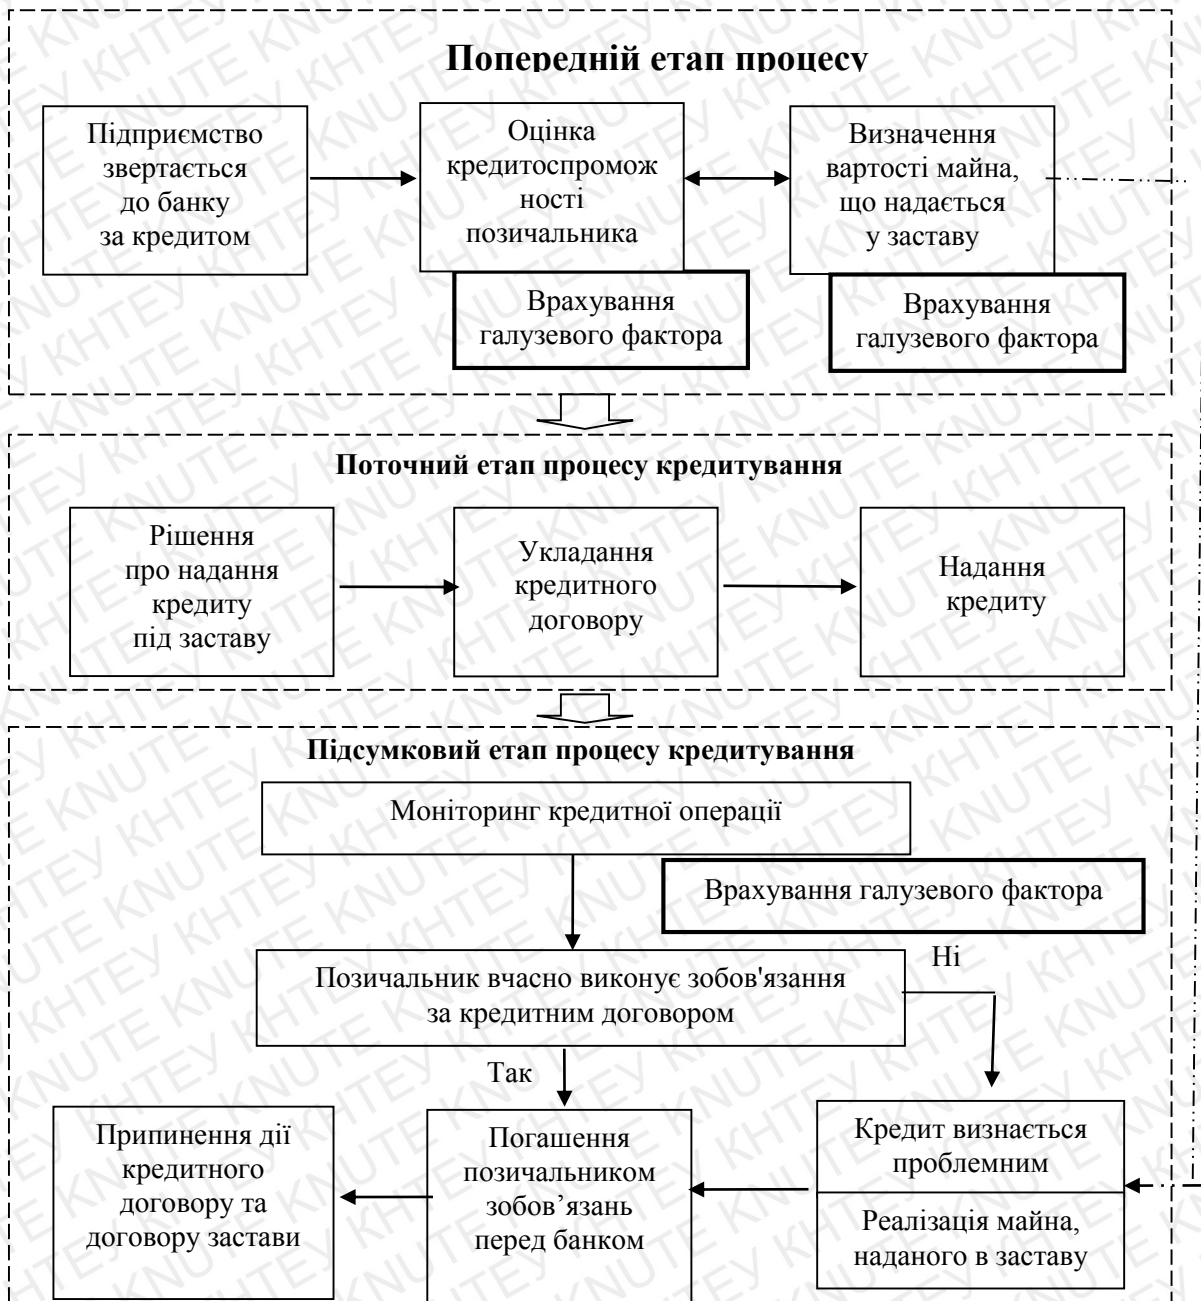 Попередній етап процесу
Підприємство
звертається
до банку
за кредитом
Оцінка
кредитоспромож
ності
позичальника
Визначення
вартості майна,
що надається
у заставу
Врахування
галузевого фактора
Врахування
галузевого фактора
Поточний етап процесу кредитування
Рішення
про надання
кредиту
під заставу
Укладання
кредитного
договору
Надання
кредиту
Підсумковий етап процесу кредитування
Моніторинг кредитної операції
Врахування галузевого фактора
Позичальник вчасно виконує зобов'язання
за кредитним договором
Ні
Так
Припинення дії
кредитного
договору та
договору застави
Погашення
позичальником
зобов’язань
перед банком
Кредит визнається
проблемним
Реалізація майна,
наданого в заставу